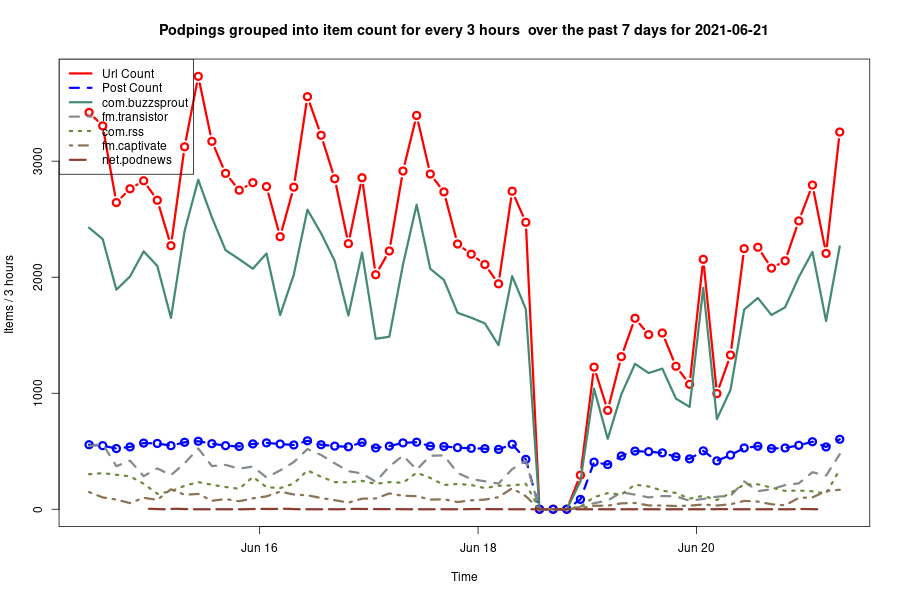 Podpings grouped into item count for every 3 hours  over the past 7 days for 2021-06-21
Url Count
Post Count
com.buzzsprout
fm.transistor
com.rss
fm.captivate
net.podnews
Items / 3 hours
3000
2000
1000
0
Jun 16
Jun 18
Jun 20
Time